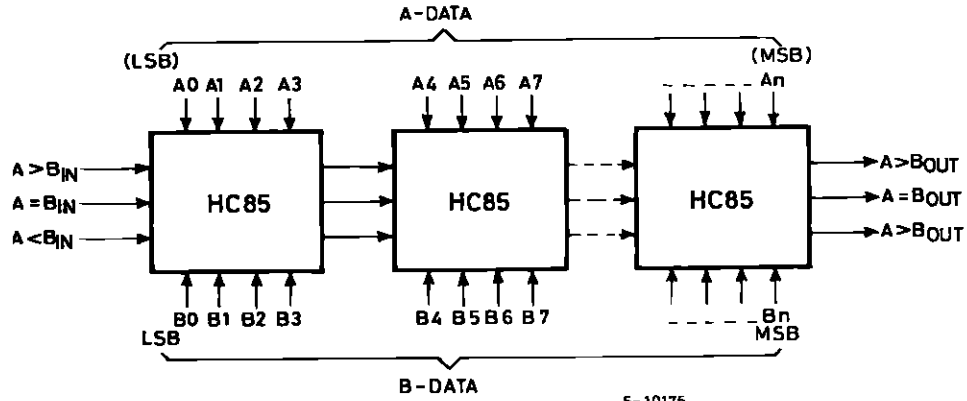 A-DATA
(LSB) (MSB)
A0 A1 A2 A3 A4 A5 A6 A7 An
A>BIN A>BOUT
A=BIN HC85 HC85 HC85 A=BOUT
A<BIN A>BOUT
B0 B1 B2 B3 B4 B5 B6 B7 Bn
LSB MSB
B-DATA
S-10175